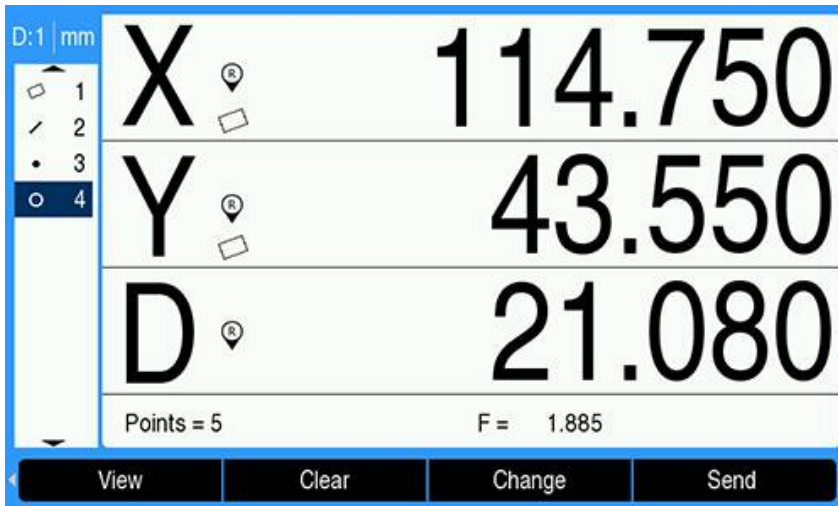 D:1 mm
1
2
3
4
X R 114.750
Y R 43.550
D R 21.080
Points = 5 F = 1.885
View Clear Change Send